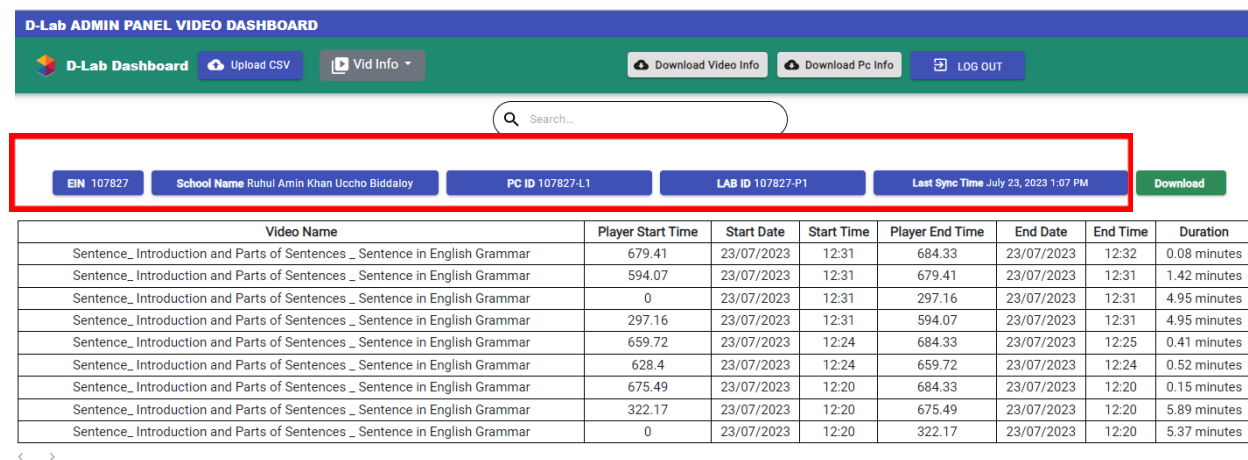 D-Lab ADMIN PANEL VIDEO DASHBOARD
D-Lab Dashboard Upload CSV Vid Info Download Video Info Download Pc Info LOG OUT
Search...
EIN 107827 School Name Ruhul Amin Khan Uccho Biddaloy PC ID 107827-L1 LAB ID 107827-P1 Last Sync Time July 23, 2023 1:07 PM Download
Video Name Player Start Time Start Date Start Time Player End Time End Date End Time Duration
Sentence_ Introduction and Parts of Sentences _ Sentence in English Grammar 679.41 23/07/2023 12:31 684.33 23/07/2023 12:32 0.08 minutes
Sentence_ Introduction and Parts of Sentences _ Sentence in English Grammar 594.07 23/07/2023 12:31 679.41 23/07/2023 12:31 1.42 minutes
Sentence_ Introduction and Parts of Sentences _ Sentence in English Grammar 0 23/07/2023 12:31 297.16 23/07/2023 12:31 4.95 minutes
Sentence_ Introduction and Parts of Sentences _ Sentence in English Grammar 297.16 23/07/2023 12:31 594.07 23/07/2023 12:31 4.95 minutes
Sentence_ Introduction and Parts of Sentences _ Sentence in English Grammar 659.72 23/07/2023 12:24 684.33 23/07/2023 12:25 0.41 minutes
Sentence_ Introduction and Parts of Sentences _ Sentence in English Grammar 628.4 23/07/2023 12:24 659.72 23/07/2023 12:24 0.52 minutes
Sentence_ Introduction and Parts of Sentences _ Sentence in English Grammar 675.49 23/07/2023 12:20 684.33 23/07/2023 12:20 0.15 minutes
Sentence_ Introduction and Parts of Sentences _ Sentence in English Grammar 322.17 23/07/2023 12:20 675.49 23/07/2023 12:20 5.89 minutes
Sentence_ Introduction and Parts of Sentences _ Sentence in English Grammar 0 23/07/2023 12:20 322.17 23/07/2023 12:20 5.37 minutes